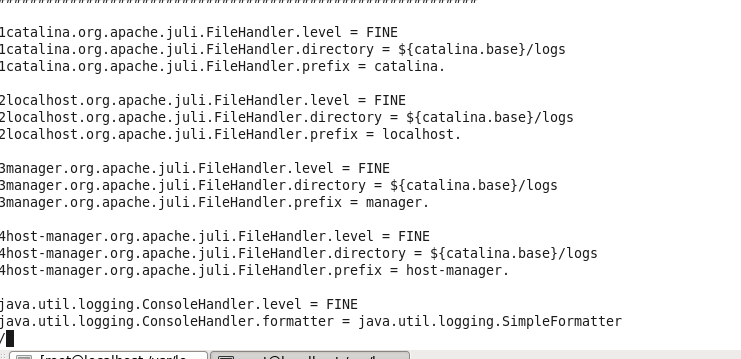 1catalina.org.apache.juli.FileHandler.level = FINE
1catalina.org.apache.juli.FileHandler.directory = ${catalina.base}/logs
1catalina.org.apache.juli.FileHandler.prefix = catalina.
2localhost.org.apache.juli.FileHandler.level = FINE
2localhost.org.apache.juli.FileHandler.directory = ${catalina.base}/logs
2localhost.org.apache.juli.FileHandler.prefix = localhost.
3manager.org.apache.juli.FileHandler.level = FINE
3manager.org.apache.juli.FileHandler.directory = ${catalina.base}/logs
3manager.org.apache.juli.FileHandler.prefix = manager.
4host-manager.org.apache.juli.FileHandler.level = FINE
4host-manager.org.apache.juli.FileHandler.directory = ${catalina.base}/logs
4host-manager.org.apache.juli.FileHandler.prefix = host-manager.
java.util.logging.ConsoleHandler.level = FINE
java.util.logging.ConsoleHandler.formatter = java.util.logging.SimpleFormatter
/